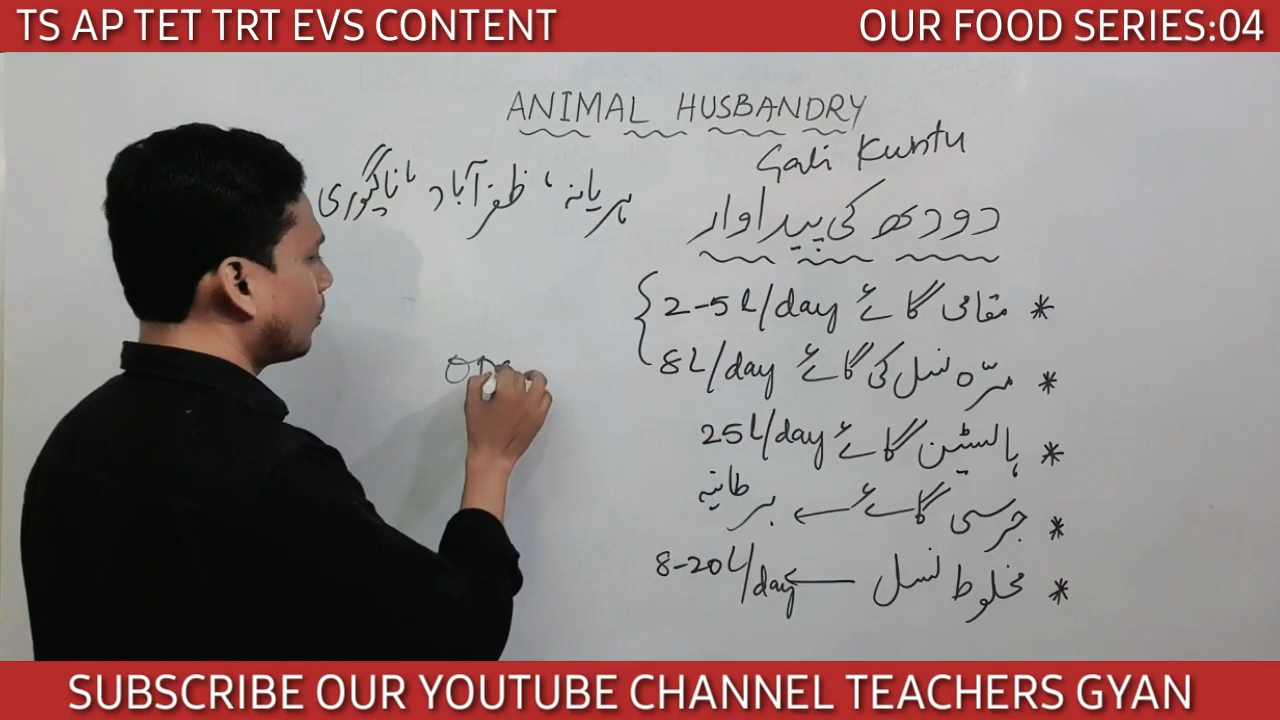 TS AP TET TRT EVS CONTENT
OUR FOOD SERIES:04
ANIMAL HUSBANDRY
Gali Kuntu
ہریانہ، ظفرآباد، ناگپوری
دودھ کی پیداوار
* مقامی گائے 2-5 L/day
* مرّہ نسل کی گائے 8L/day
* ہالسٹین گائے 25L/day
* جرسی گائے ← برطانیہ
* مخلوط نسل ← 8-20L/day
SUBSCRIBE OUR YOUTUBE CHANNEL TEACHERS GYAN